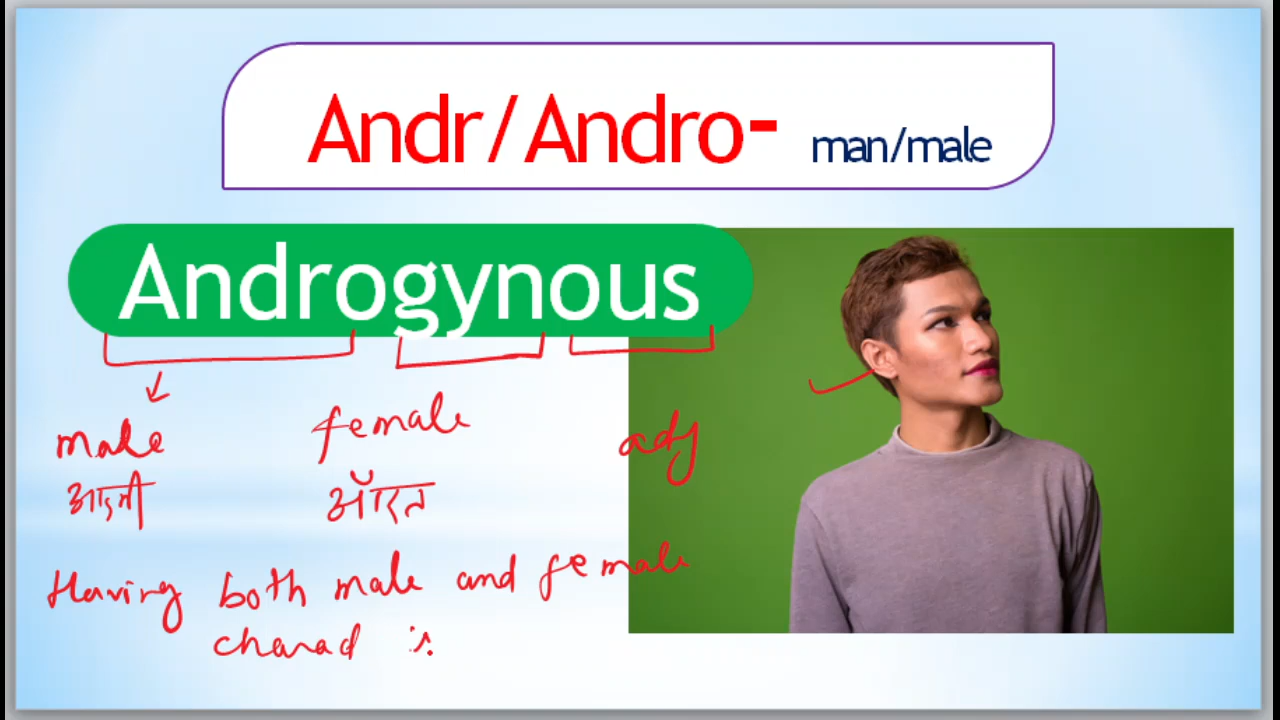 Andr/Andro- man/male
Androgynous
male female adj
आदमी औरत
Having both male and female
charact